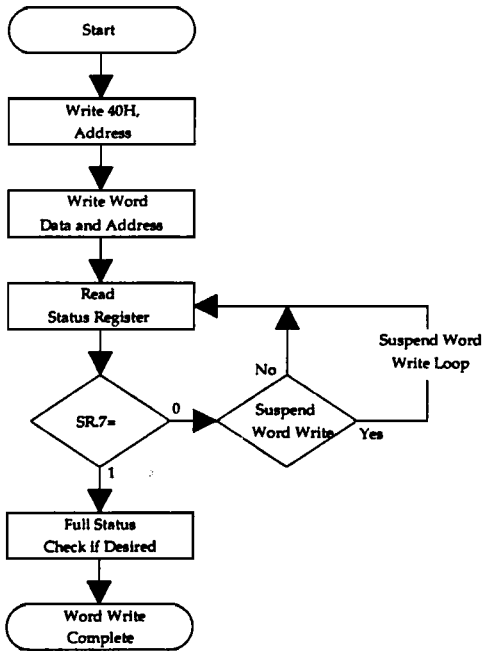 Start
Write 40H,
Address
Write Word
Data and Address
Read
Status Register
Suspend Word
Write Loop
No
SR.7=
0
Suspend
Word Write
Yes
1
Full Status
Check if Desired
Word Write
Complete